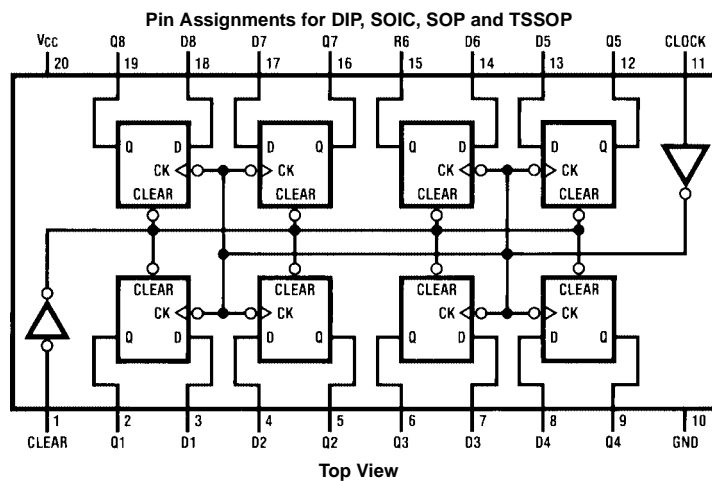 Pin Assignments for DIP, SOIC, SOP and TSSOP
VCC Q8 D8 D7 Q7 R6 D6 D5 Q5 CLOCK
20 19 18 17 16 15 14 13 12 11
Q D D Q Q D D Q
CK CK CK CK
CLEAR CLEAR CLEAR CLEAR
CLEAR CLEAR CLEAR CLEAR
CK CK CK CK
Q D D Q Q D D Q
1 2 3 4 5 6 7 8 9 10
CLEAR Q1 D1 D2 Q2 Q3 D3 D4 Q4 GND
Top View